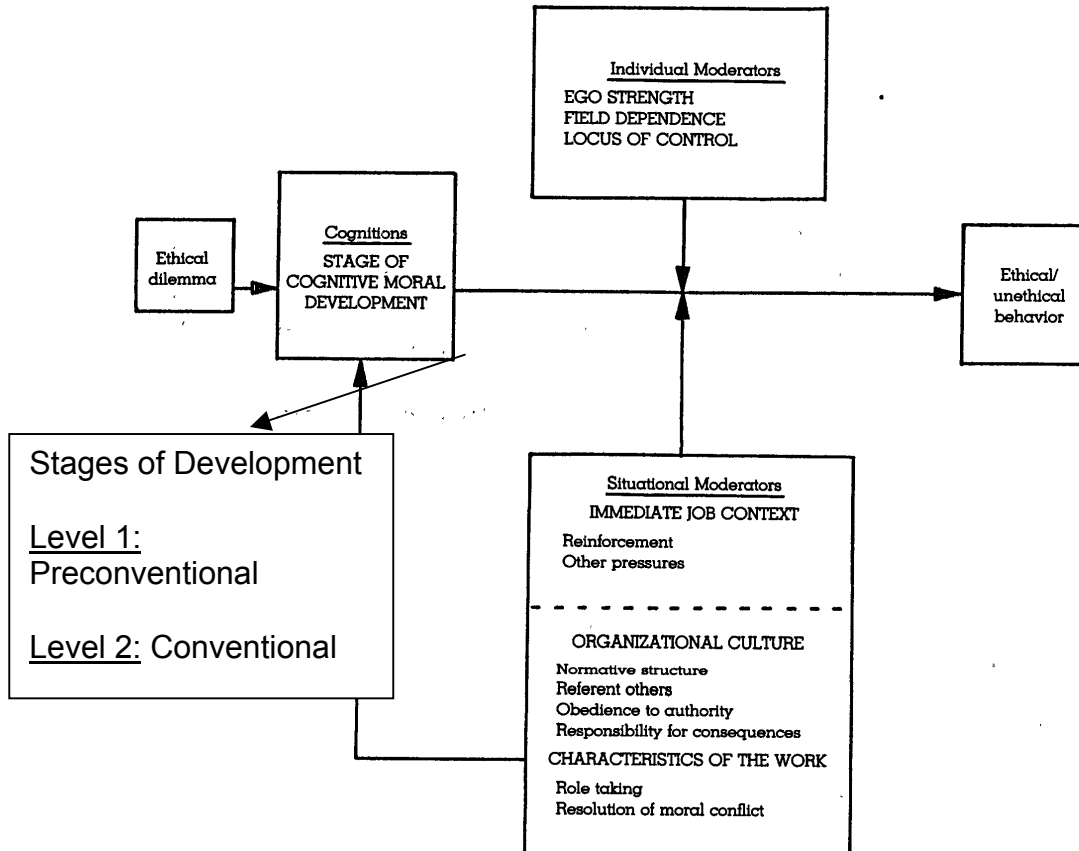 Individual Moderators
EGO STRENGTH
FIELD DEPENDENCE
LOCUS OF CONTROL
Ethical
dilemma
Cognitions
STAGE OF
COGNITIVE MORAL
DEVELOPMENT
Ethical/
unethical
behavior
Stages of Development
Level 1:
Preconventional
Level 2: Conventional
Situational Moderators
IMMEDIATE JOB CONTEXT
Reinforcement
Other pressures
ORGANIZATIONAL CULTURE
Normative structure
Referent others
Obedience to authority
Responsibility for consequences
CHARACTERISTICS OF THE WORK
Role taking
Resolution of moral conflict